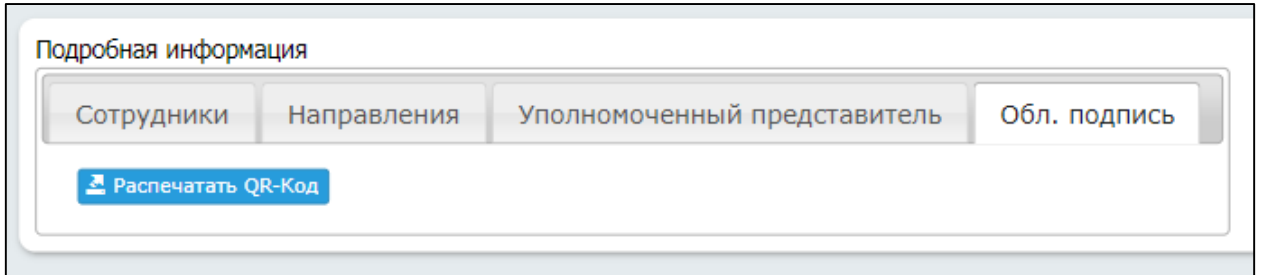 Подробная информация
Сотрудники Направления Уполномоченный представитель Обл. подпись
Распечатать QR-Код